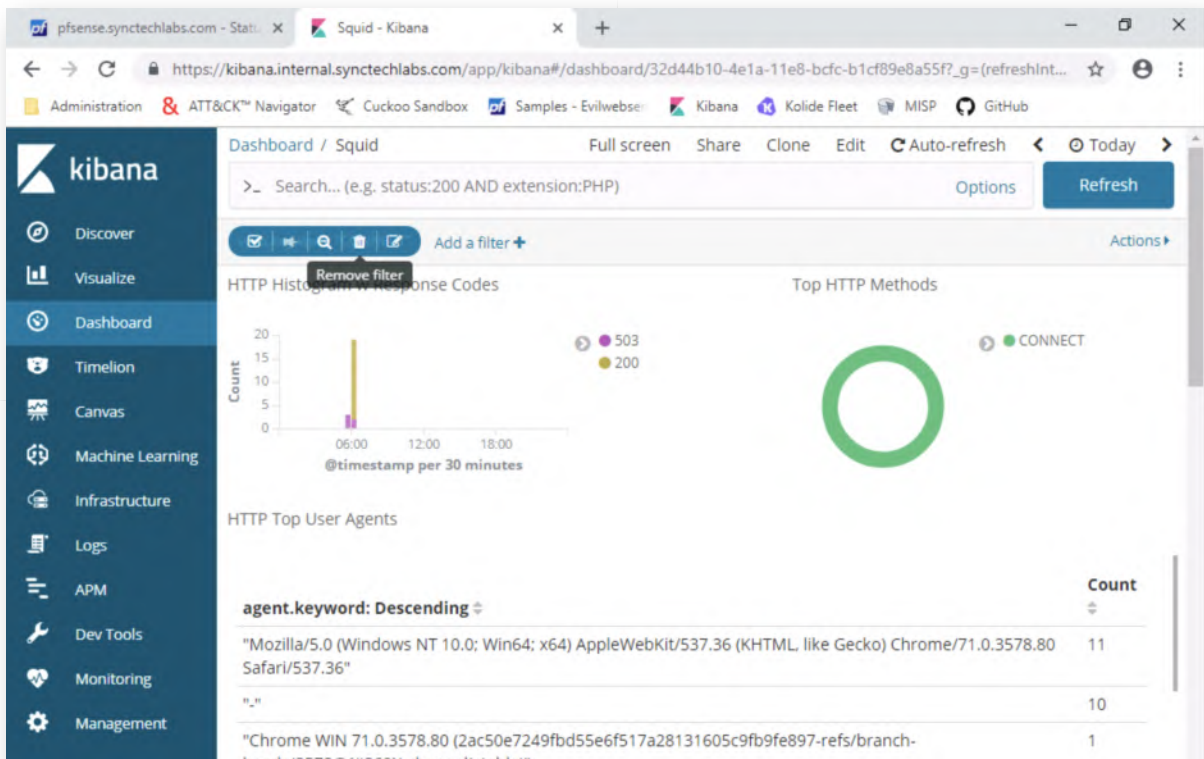 pfsense.synctechlabs.com - Statu
Squid - Kibana
https://kibana.internal.synctechlabs.com/app/kibana#/dashboard/32d44b10-4e1a-11e8-bcfc-b1cf89e8a55f?_g=(refreshInt...
Administration ATT&CK™ Navigator Cuckoo Sandbox Samples - Evilwebser Kibana Kolide Fleet MISP GitHub
kibana
Dashboard / Squid Full screen Share Clone Edit Auto-refresh Today
>_ Search... (e.g. status:200 AND extension:PHP) Options Refresh
Discover
Add a filter + Actions
Remove filter
Visualize
HTTP Histogram w Response Codes Top HTTP Methods
Dashboard
Timelion
Canvas
Machine Learning
Infrastructure
Logs
APM
Dev Tools
Monitoring
Management
20
15
10
5
0
Count
06:00 12:00 18:00
@timestamp per 30 minutes
503
200
CONNECT
HTTP Top User Agents
agent.keyword: Descending Count
"Mozilla/5.0 (Windows NT 10.0; Win64; x64) AppleWebKit/537.36 (KHTML, like Gecko) Chrome/71.0.3578.80 11
Safari/537.36"
"-" 10
"Chrome WIN 71.0.3578.80 (2ac50e7249fbd55e6f517a28131605c9fb9fe897-refs/branch- 1